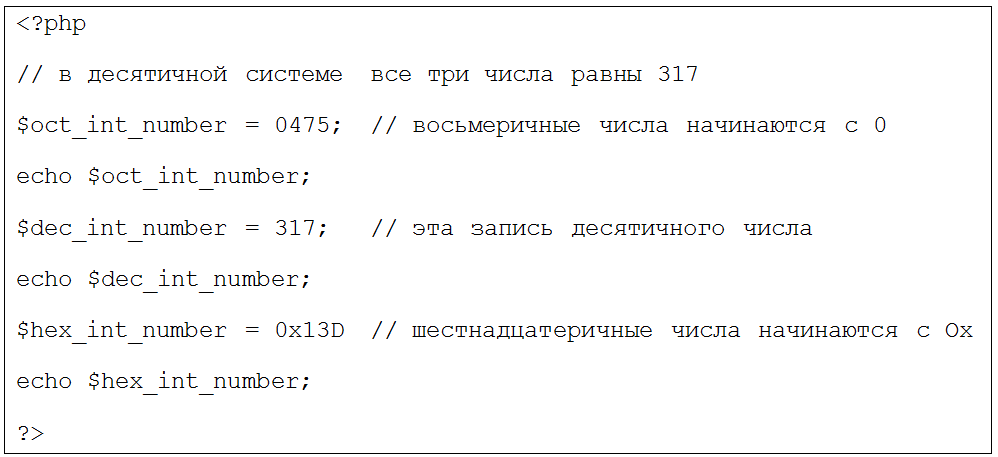 <?php
// в десятичной системе все три числа равны 317
$oct_int_number = 0475; // восьмеричные числа начинаются с 0
echo $oct_int_number;
$dec_int_number = 317; // эта запись десятичного числа
echo $dec_int_number;
$hex_int_number = 0x13D // шестнадцатеричные числа начинаются с Ox
echo $hex_int_number;
?>